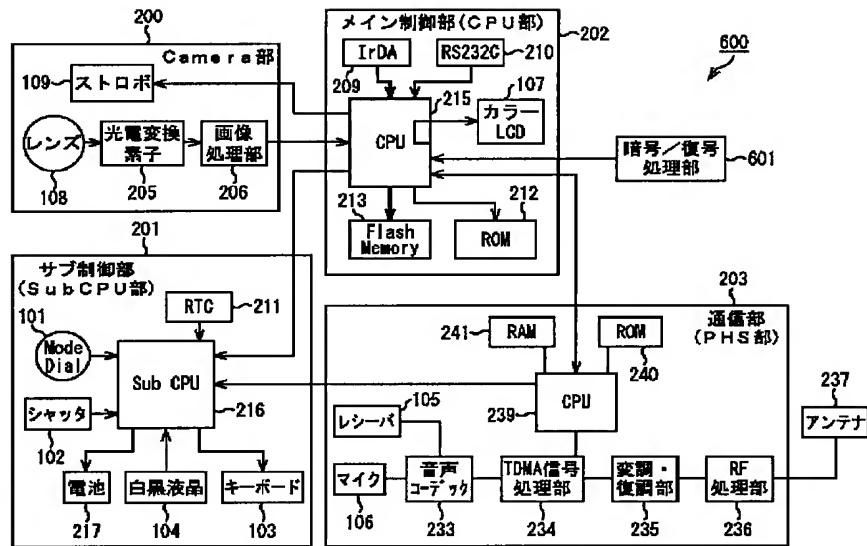 200
Camera部
109
ストロボ
レンズ
108
光電変換
素子
205
画像
処理部
206
メイン制御部(CPU部)
202
IrDA
209
RS232C
210
215
CPU
107
カラー
LCD
213
Flash
Memory
212
ROM
600
暗号/復号
処理部
601
201
サブ制御部
(SubCPU部)
101
Mode
Dial
RTC
211
Sub CPU
216
シャッタ
102
電池
217
白黒液晶
104
キーボード
103
203
通信部
(PHS部)
241
RAM
ROM
240
239
CPU
レシーバ
105
マイク
106
音声
コーデック
233
TDMA信号
処理部
234
変調・
復調部
235
RF
処理部
236
237
アンテナ